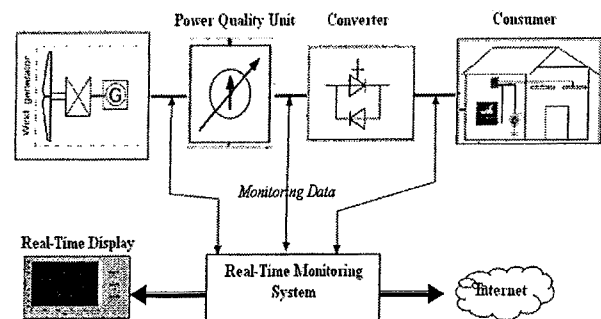 Power Quality Unit
Converter
Consumer
Wind generator
G
Monitoring Data
Real-Time Display
Real-Time Monitoring
System
Internet